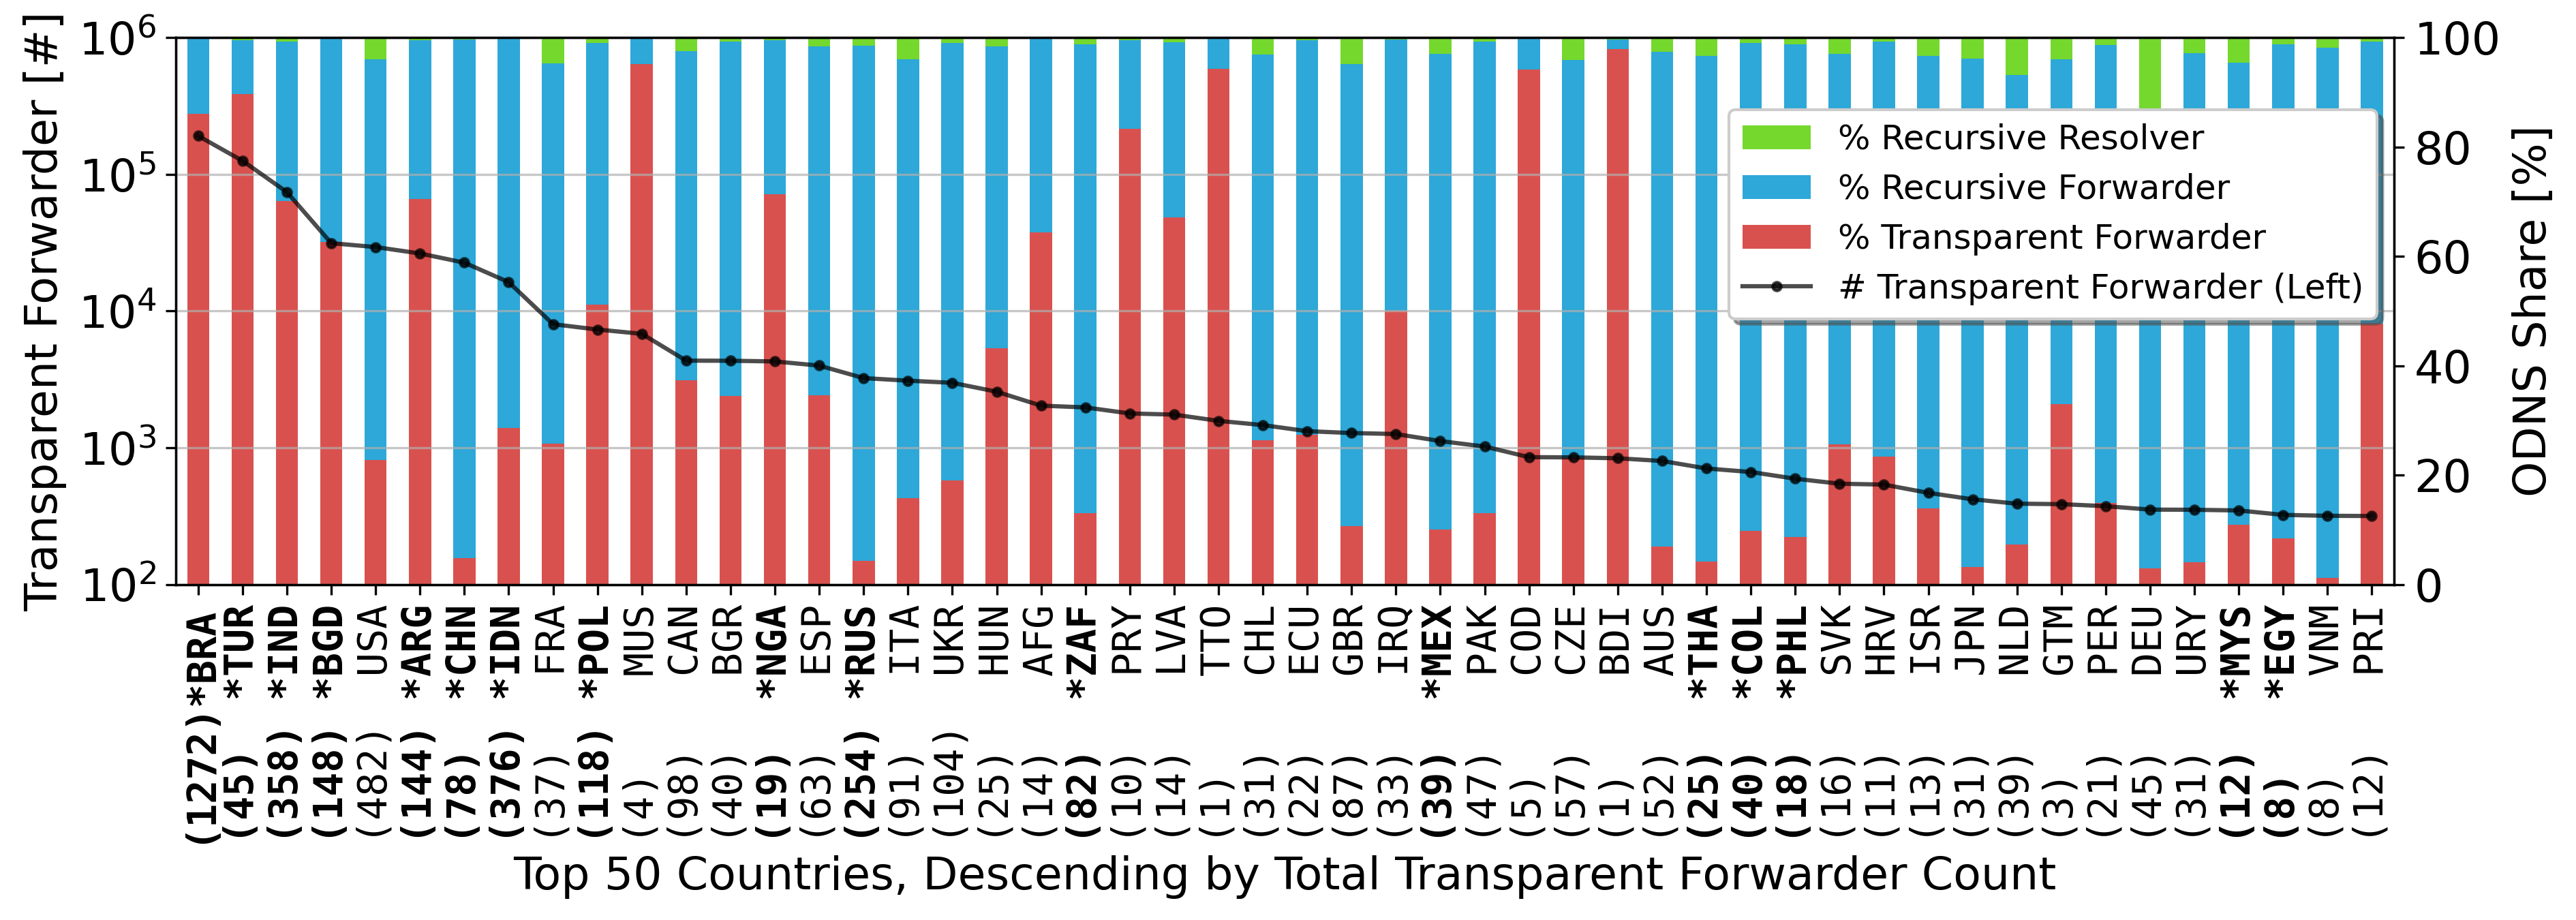 Transparent Forwarder [#]
10^6
10^5
10^4
10^3
10^2
% Recursive Resolver
% Recursive Forwarder
% Transparent Forwarder
# Transparent Forwarder (Left)
100
80
60
40
20
0
ODNS Share [%]
(1272)*BRA
(45) *TUR
(358) *IND
(148) *BGD
(482) USA
(144) *ARG
(78) *CHN
(376) *IDN
(37) FRA
(118) *POL
(4) MUS
(98) CAN
(40) BGR
(19) *NGA
(63) ESP
(254) *RUS
(91) ITA
(104) UKR
(25) HUN
(14) AFG
(82) *ZAF
(10) PRY
(14) LVA
(1) TTO
(31) CHL
(22) ECU
(87) GBR
(33) IRQ
(39) *MEX
(47) PAK
(5) COD
(57) CZE
(1) BDI
(52) AUS
(25) *THA
(40) *COL
(18) *PHL
(16) SVK
(11) HRV
(13) ISR
(31) JPN
(39) NLD
(3) GTM
(21) PER
(45) DEU
(31) URY
(12) *MYS
(8) *EGY
(8) VNM
(12) PRI
Top 50 Countries, Descending by Total Transparent Forwarder Count